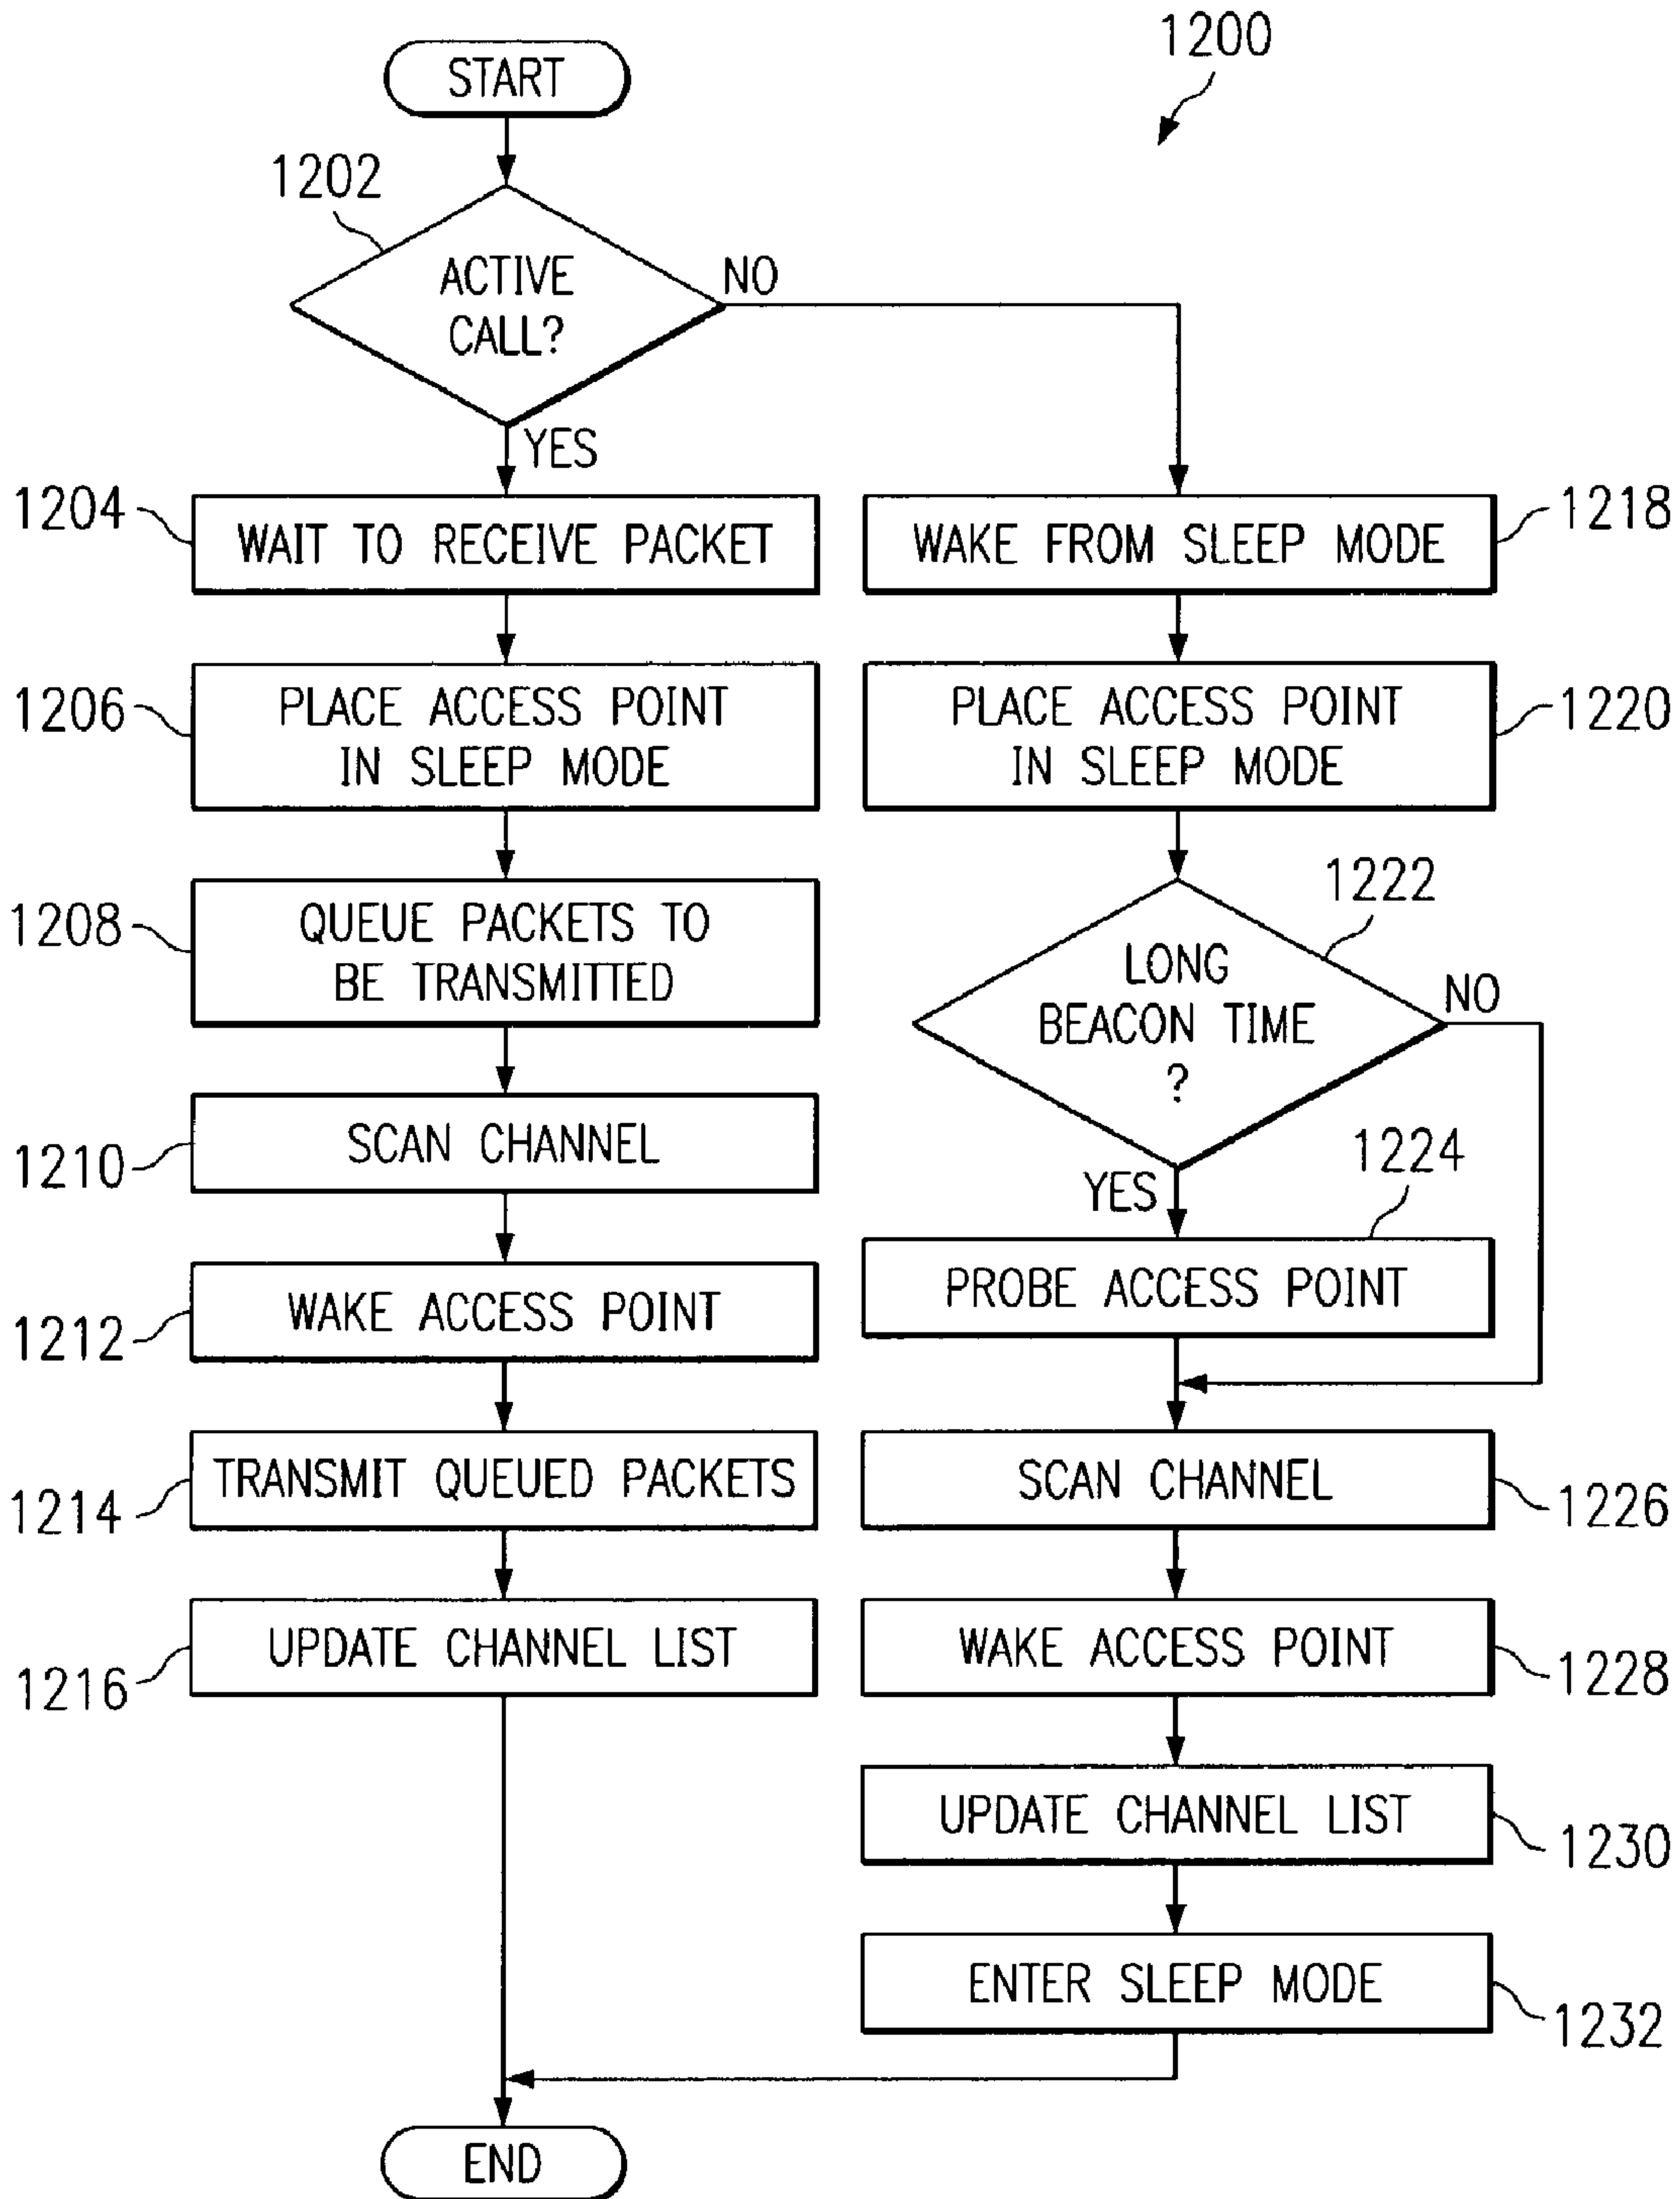 1200
START
1202
ACTIVE
CALL?
NO
YES
1204
WAIT TO RECEIVE PACKET
WAKE FROM SLEEP MODE
1218
1206
PLACE ACCESS POINT
IN SLEEP MODE
PLACE ACCESS POINT
IN SLEEP MODE
1220
1208
QUEUE PACKETS TO
BE TRANSMITTED
1222
LONG
BEACON TIME
?
NO
YES
1210
SCAN CHANNEL
1224
PROBE ACCESS POINT
1212
WAKE ACCESS POINT
1214
TRANSMIT QUEUED PACKETS
SCAN CHANNEL
1226
1216
UPDATE CHANNEL LIST
WAKE ACCESS POINT
1228
UPDATE CHANNEL LIST
1230
ENTER SLEEP MODE
1232
END